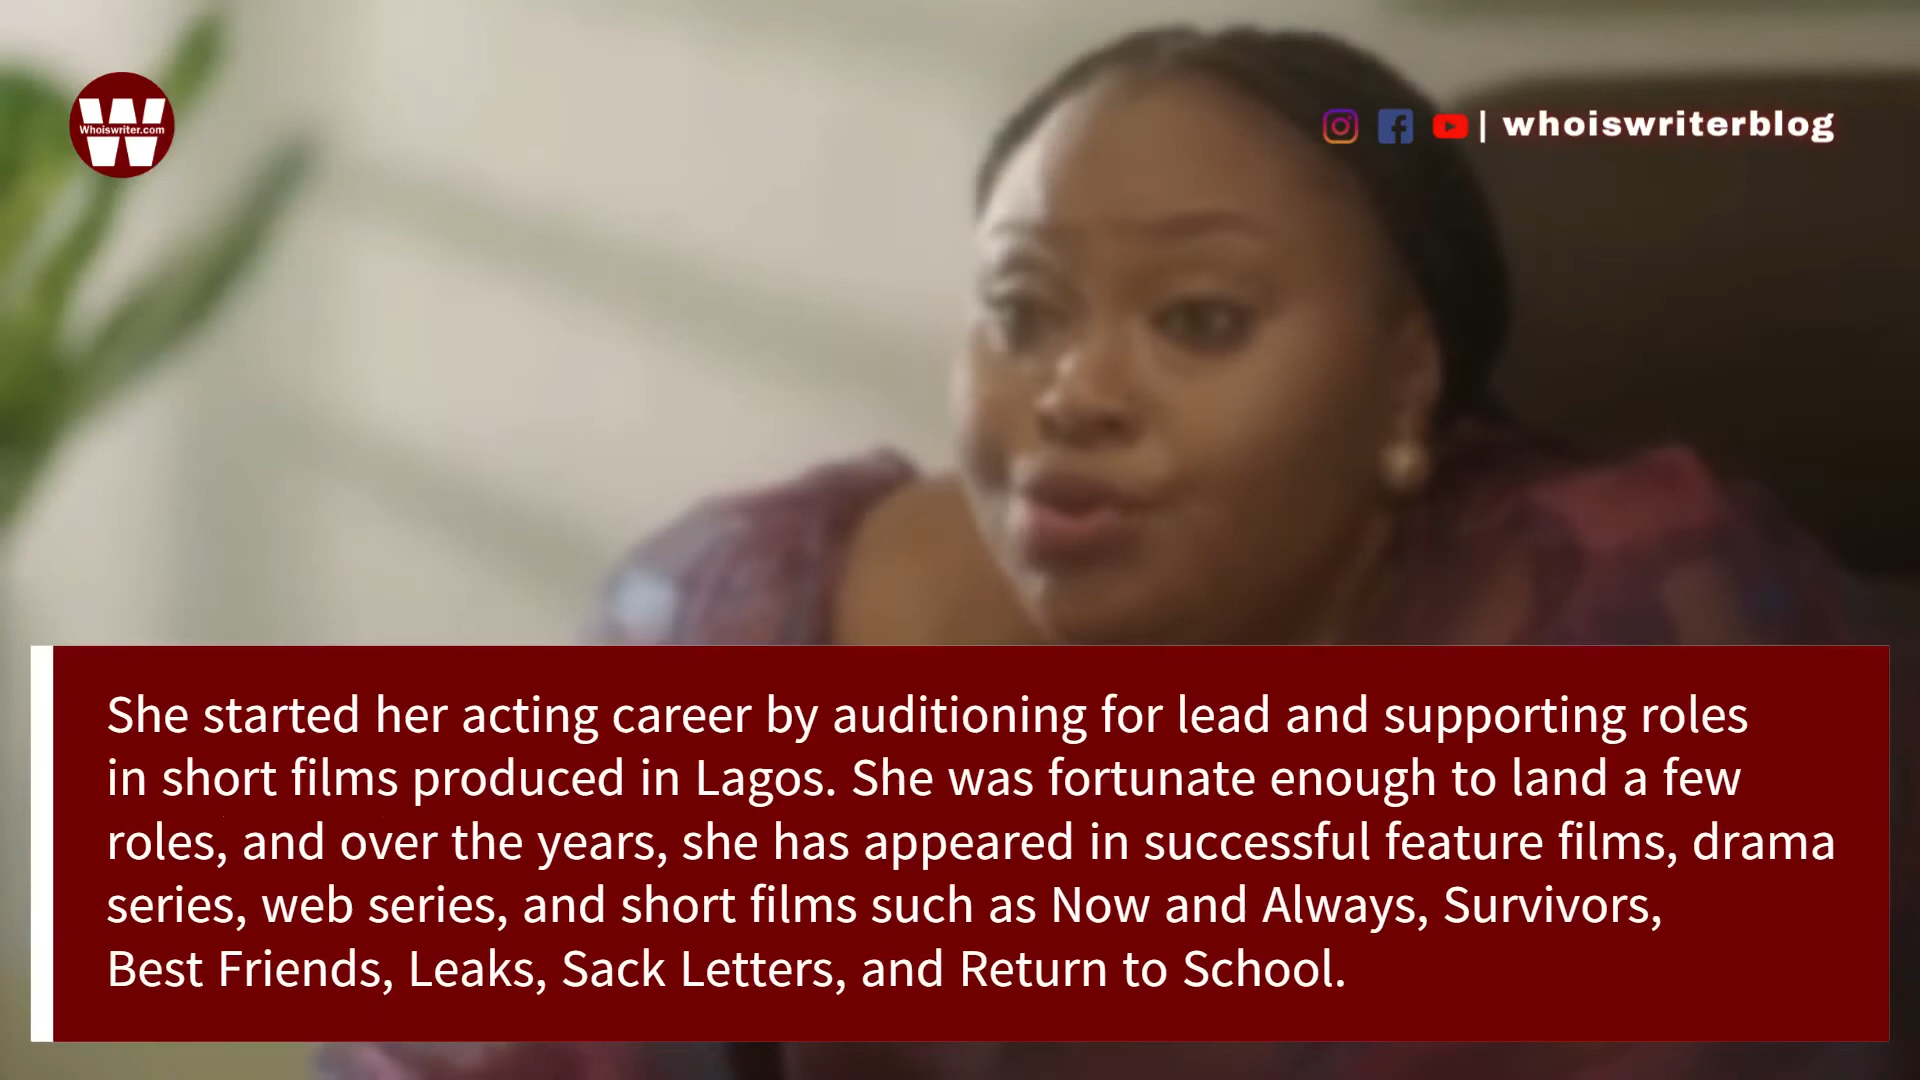 Whoiswriter.com
| whoiswriterblog
She started her acting career by auditioning for lead and supporting roles
in short films produced in Lagos. She was fortunate enough to land a few
roles, and over the years, she has appeared in successful feature films, drama
series, web series, and short films such as Now and Always, Survivors,
Best Friends, Leaks, Sack Letters, and Return to School.